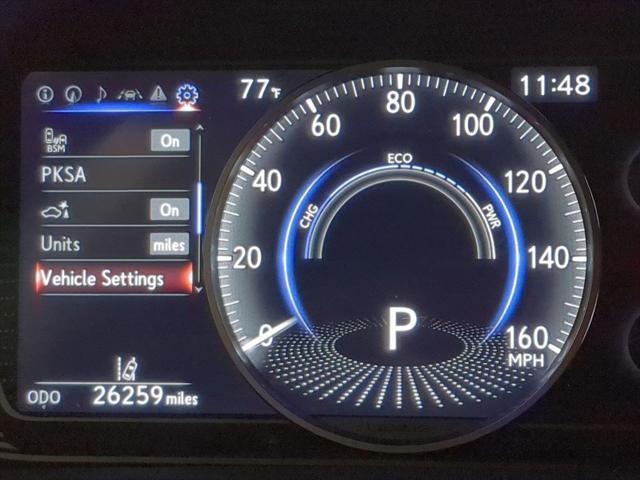 77°F
11:48
BSM On
PKSA
On
Units miles
Vehicle Settings
ODO 26259 miles
0
20
40
60
80
100
120
140
160
MPH
CHG
ECO
PWR
P